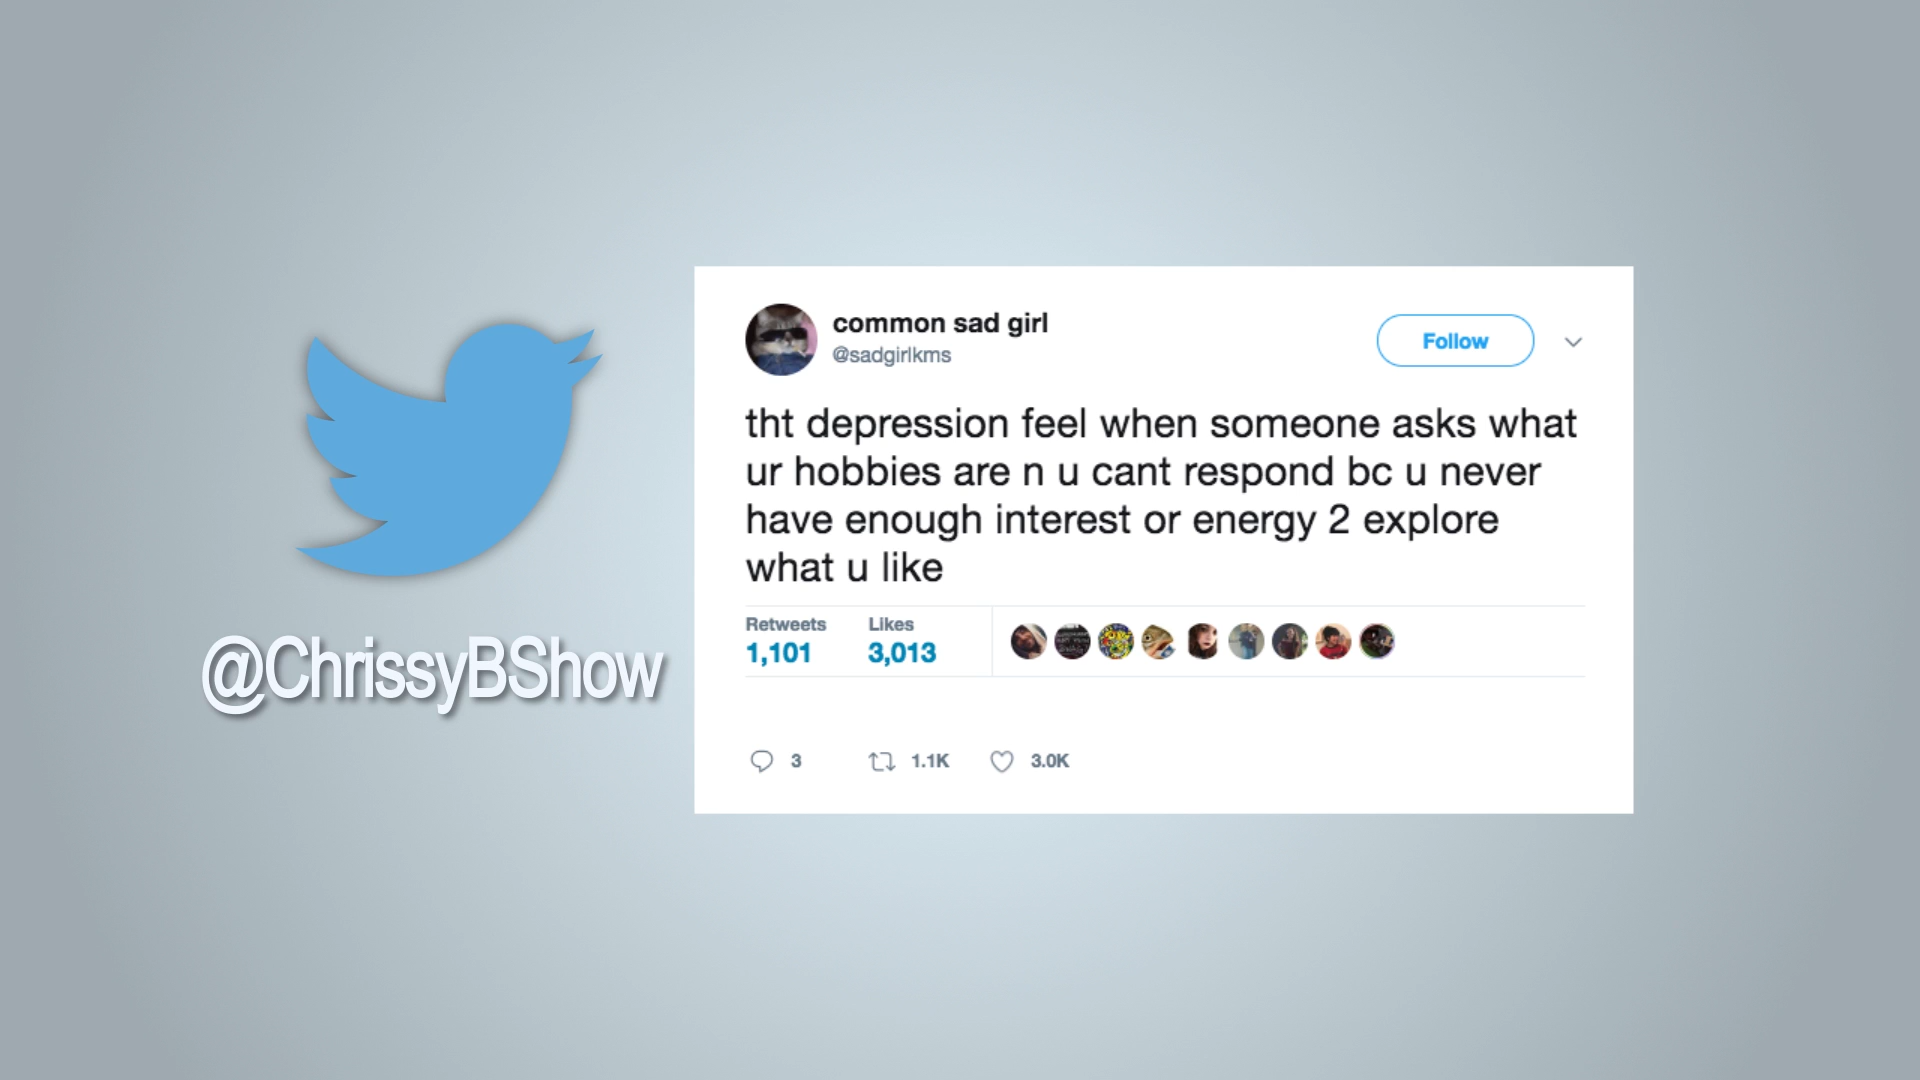 @ChrissyBShow
common sad girl
@sadgirlkms
Follow
tht depression feel when someone asks what
ur hobbies are n u cant respond bc u never
have enough interest or energy 2 explore
what u like
Retweets Likes
1,101 3,013
3 1.1K 3.0K